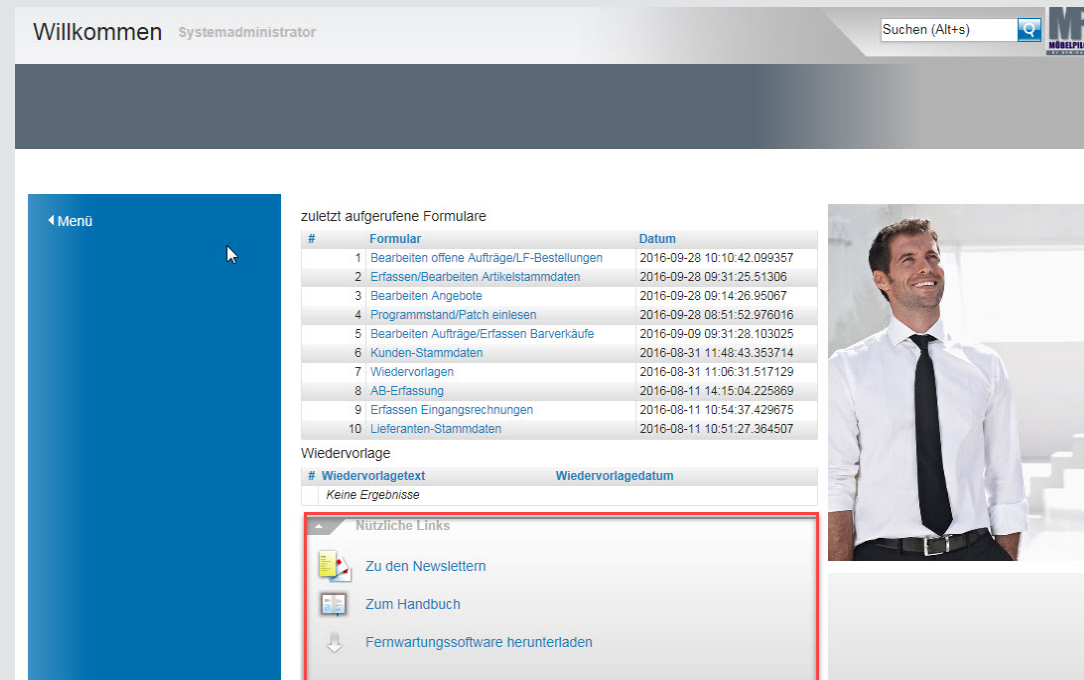 Willkommen Systemadministrator
Suchen (Alt+s)
Menü
zuletzt aufgerufene Formulare
# Formular Datum
1 Bearbeiten offene Aufträge/LF-Bestellungen 2016-09-28 10:10:42.099357
2 Erfassen/Bearbeiten Artikelstammdaten 2016-09-28 09:31:25.51306
3 Bearbeiten Angebote 2016-09-28 09:14:26.95067
4 Programmstand/Patch einlesen 2016-09-28 08:51:52.976016
5 Bearbeiten Aufträge/Erfassen Barverkäufe 2016-09-09 09:31:28.103025
6 Kunden-Stammdaten 2016-08-31 11:48:43.353714
7 Wiedervorlagen 2016-08-31 11:06:31.517129
8 AB-Erfassung 2016-08-11 14:15:04.225869
9 Erfassen Eingangsrechnungen 2016-08-11 10:54:37.429675
10 Lieferanten-Stammdaten 2016-08-11 10:51:27.364507
Wiedervorlage
# Wiedervorlagetext Wiedervorlagedatum
Keine Ergebnisse
Nützliche Links
Zu den Newslettern
Zum Handbuch
Fernwartungssoftware herunterladen